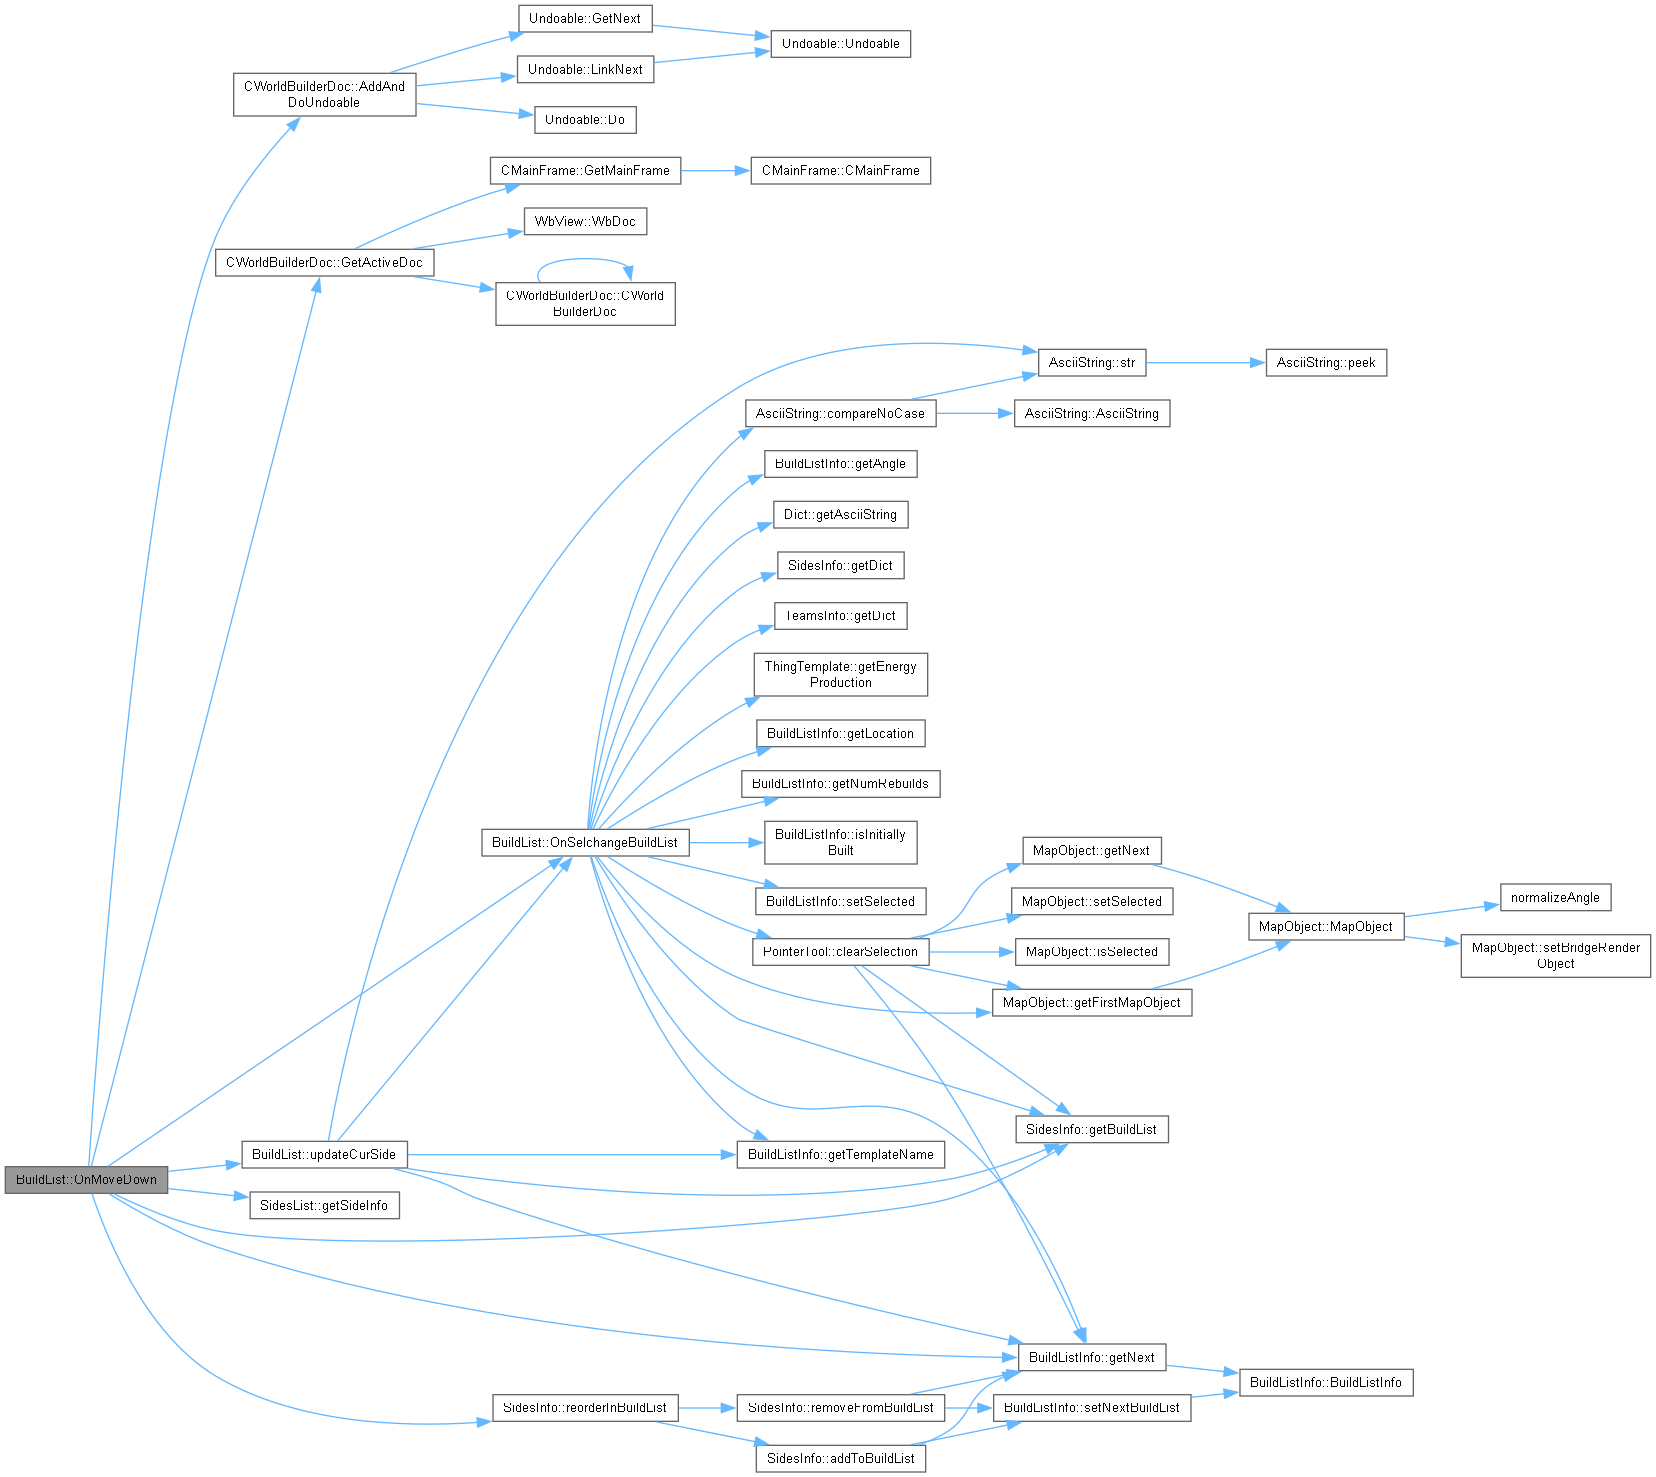 Undoable::GetNext
Undoable::Undoable
Undoable::LinkNext
CWorldBuilderDoc::AddAnd
DoUndoable
Undoable::Do
CMainFrame::GetMainFrame
CMainFrame::CMainFrame
WbView::WbDoc
CWorldBuilderDoc::GetActiveDoc
CWorldBuilderDoc::CWorld
BuilderDoc
AsciiString::str
AsciiString::peek
AsciiString::compareNoCase
AsciiString::AsciiString
BuildListInfo::getAngle
Dict::getAsciiString
SidesInfo::getDict
TeamsInfo::getDict
ThingTemplate::getEnergy
Production
BuildListInfo::getLocation
BuildListInfo::getNumRebuilds
BuildList::OnSelchangeBuildList
BuildListInfo::isInitially
Built
MapObject::getNext
BuildListInfo::setSelected
MapObject::setSelected
normalizeAngle
MapObject::MapObject
PointerTool::clearSelection
MapObject::isSelected
MapObject::setBridgeRender
Object
MapObject::getFirstMapObject
SidesInfo::getBuildList
BuildList::updateCurSide
BuildListInfo::getTemplateName
BuildList::OnMoveDown
SidesList::getSideInfo
BuildListInfo::getNext
BuildListInfo::BuildListInfo
SidesInfo::reorderInBuildList
SidesInfo::removeFromBuildList
BuildListInfo::setNextBuildList
SidesInfo::addToBuildList